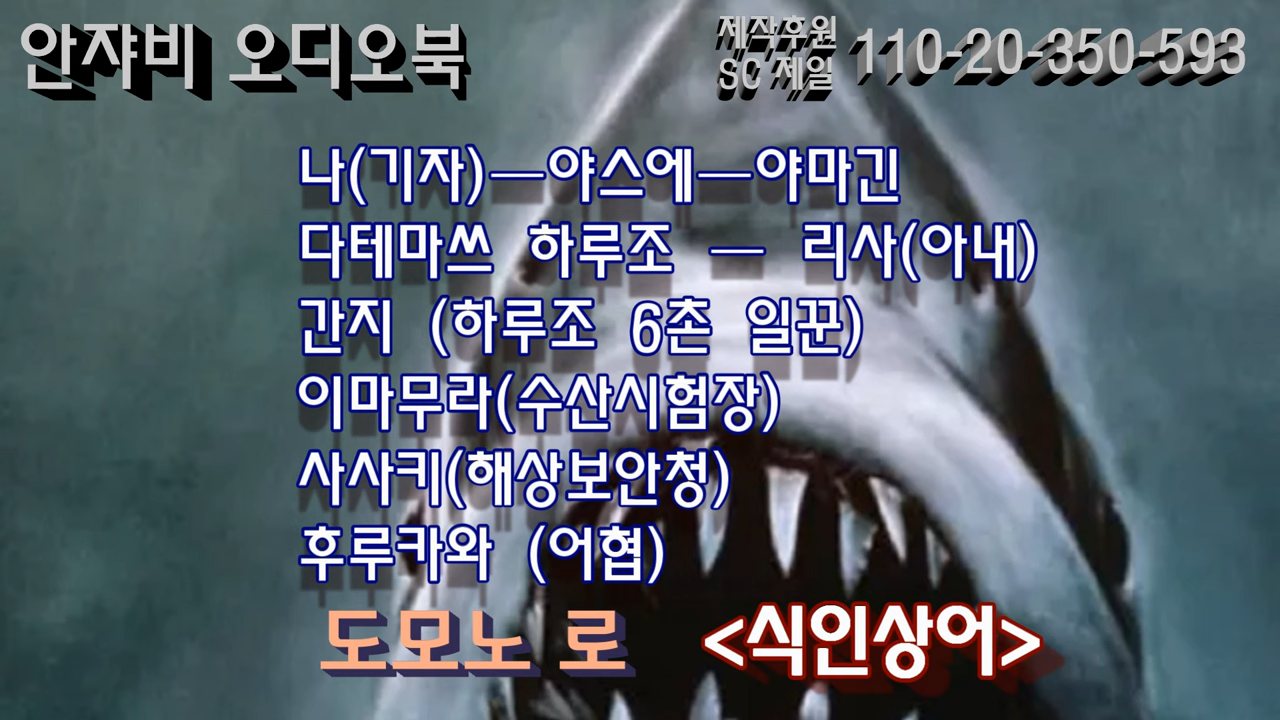 안쟈비 오디오북
제작후원
SC 제일
110-20-350-593
나(기자)—야스에—야마긴
다테마쓰 하루조 — 리사(아내)
간지 (하루조 6촌 일꾼)
이마무라(수산시험장)
사사키(해상보안청)
후루카와 (어협)
도모노 로 <식인상어>